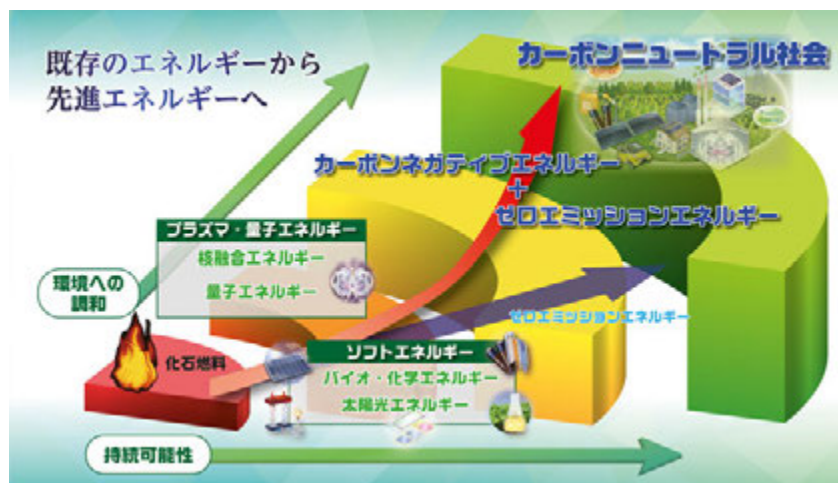 既存のエネルギーから
先進エネルギーへ
カーボンニュートラル社会
カーボンネガティブエネルギー
+
ゼロエミッションエネルギー
プラズマ・量子エネルギー
核融合エネルギー
量子エネルギー
環境への
調和
ゼロエミッションエネルギー
化石燃料
ソフトエネルギー
バイオ・化学エネルギー
太陽光エネルギー
持続可能性